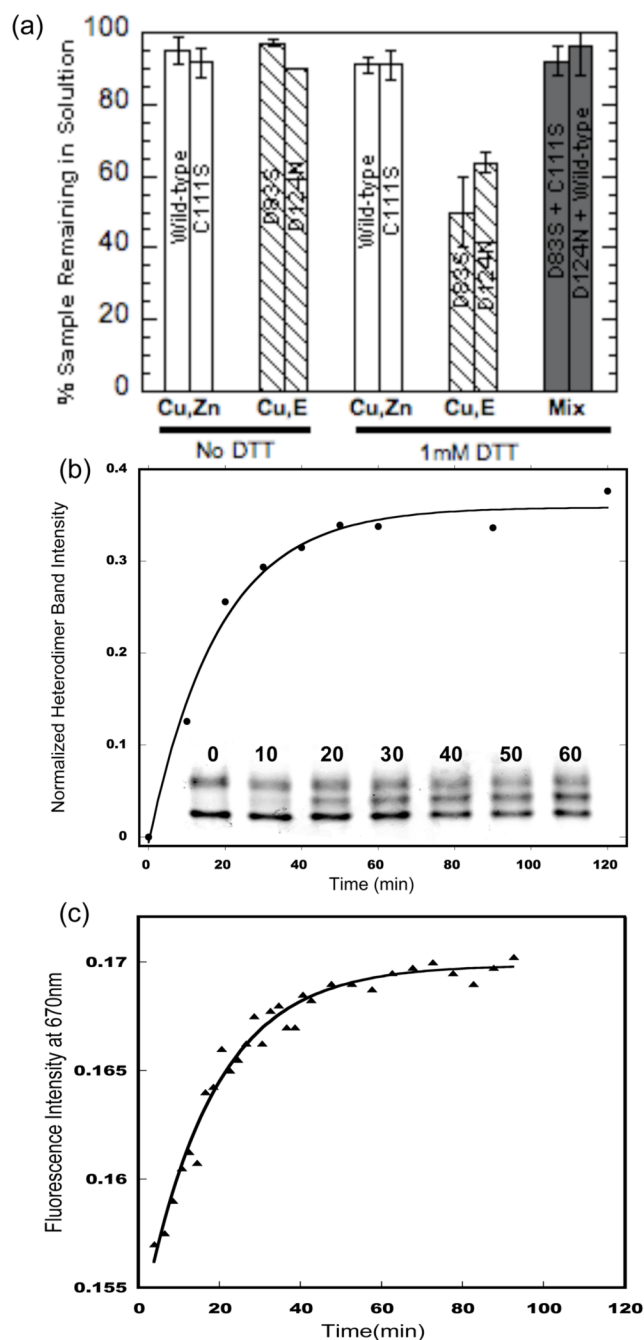 (a)
% Sample Remaining in Solultion
100
80
60
40
20
0
Wild-type
C111S
D83S
D124N
Wild-type
C111S
D83S
D124N
D83S + C111S
D124N + Wild-type
Cu,Zn
Cu,E
Cu,Zn
Cu,E
Mix
No DTT
1mM DTT
(b)
Normalized Heterodimer Band Intensity
0.4
0.3
0.2
0.1
0
0 10 20 30 40 50 60
0 20 40 60 80 100 120
Time (min)
(c)
Fluorescence Intensity at 670nm
0.17
0.165
0.16
0.155
0 20 40 60 80 100 120
Time(min)